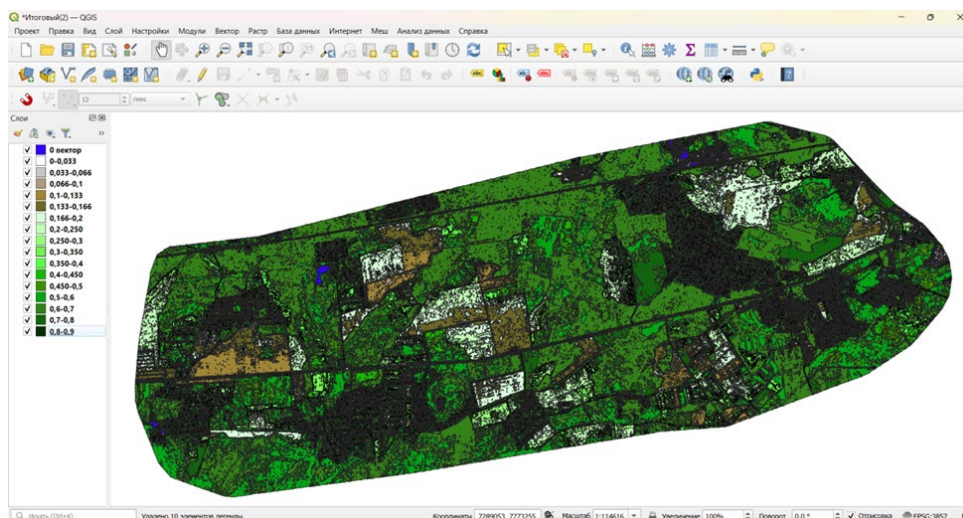 *Итоговый(2) — QGIS
Проект Правка Вид Слой Настройки Модули Вектор Растр База данных Интернет Меш Анализ данных Справка
12 пикс
Слои
0 вектор
0-0,033
0,033-0,066
0,066-0,1
0,1-0,133
0,133-0,166
0,166-0,2
0,2-0,250
0,250-0,3
0,3-0,350
0,350-0,4
0,4-0,450
0,450-0,5
0,5-0,6
0,6-0,7
0,7-0,8
0,8-0,9
Искать (Ctrl+K) Удалено 10 элементов легенды. Координаты 7289053 7773255 Масштаб 1:114616 Увеличение 100% Поворот 0,0 ° Отрисовка EPSG:3857